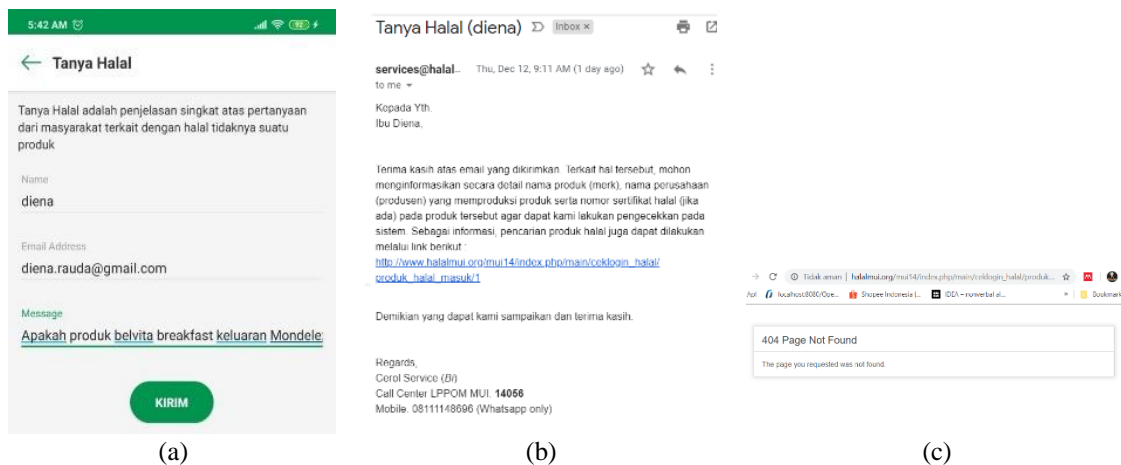 5:42 AM
92
Tanya Halal
Tanya Halal adalah penjelasan singkat atas pertanyaan
dari masyarakat terkait dengan halal tidaknya suatu
produk
Name
diena
Email Address
diena.rauda@gmail.com
Message
Apakah produk belvita breakfast keluaran Mondele
KIRIM
(a)
Tanya Halal (diena) Inbox ×
services@halal.. Thu, Dec 12, 9:11 AM (1 day ago)
to me
Kepada Yth.
Ibu Diena,
Terima kasih atas email yang dikirimkan. Terkait hal tersebut, mohon
menginformasikan secara detail nama produk (merk), nama perusahaan
(produsen) yang memproduksi produk serta nomor sertifikat halal (jika
ada) pada produk tersebut agar dapat kami lakukan pengecekkan pada
sistem. Sebagai informasi, pencarian produk halal juga dapat dilakukan
melalui link berikut :
http://www.halalmui.org/mui14/index.php/main/ceklogin_halal/
produk_halal_masuk/1
Demikian yang dapat kami sampaikan dan terima kasih.
Regards,
Cerol Service (BI)
Call Center LPPOM MUI. 14056
Mobile. 08111148696 (Whatsapp only)
(b)
Tidak aman | halalmui.org/mui14/index.php/main/ceklogin_halal/produk...
localhost:8080/Ope... Shopee Indonesia (... IDEA – nonverbal al... » Bookmark
404 Page Not Found
The page you requested was not found.
(c)